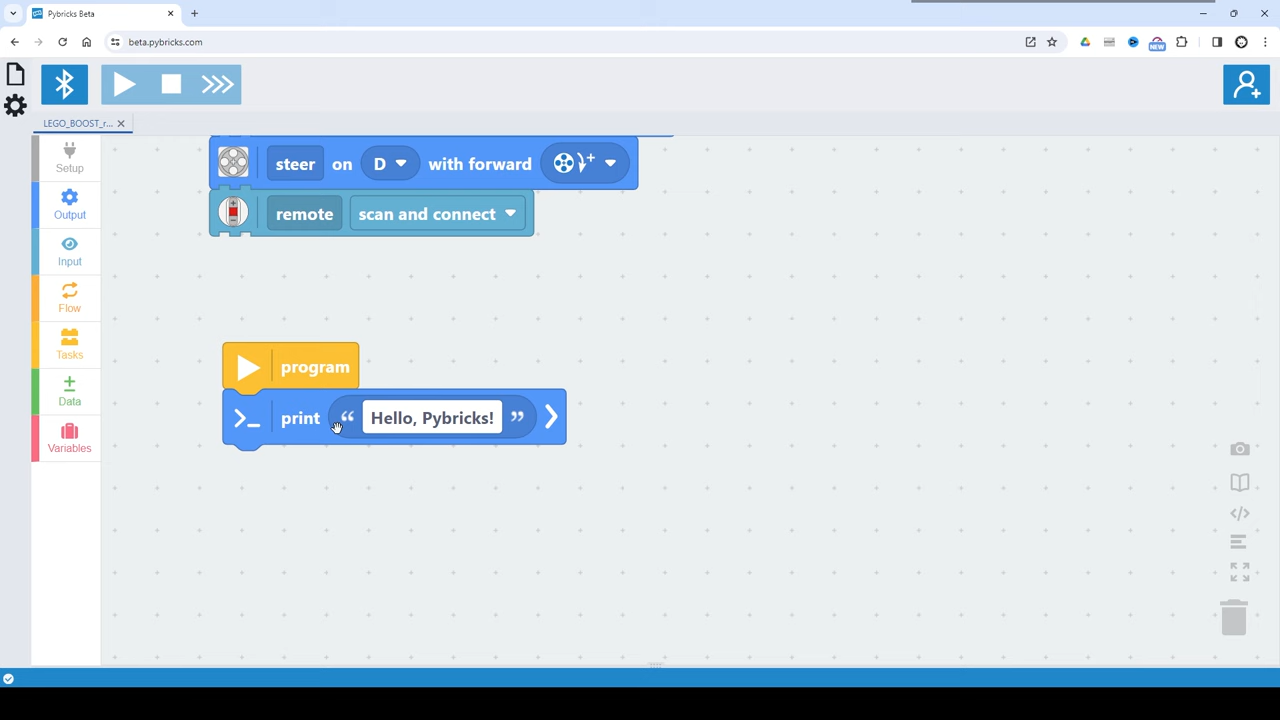 Pybricks Beta
beta.pybricks.com
NEW
LEGO_BOOST_r...
Setup
Output
Input
Flow
Tasks
Data
Variables
steer on D with forward
remote scan and connect
program
print “ Hello, Pybricks! ”